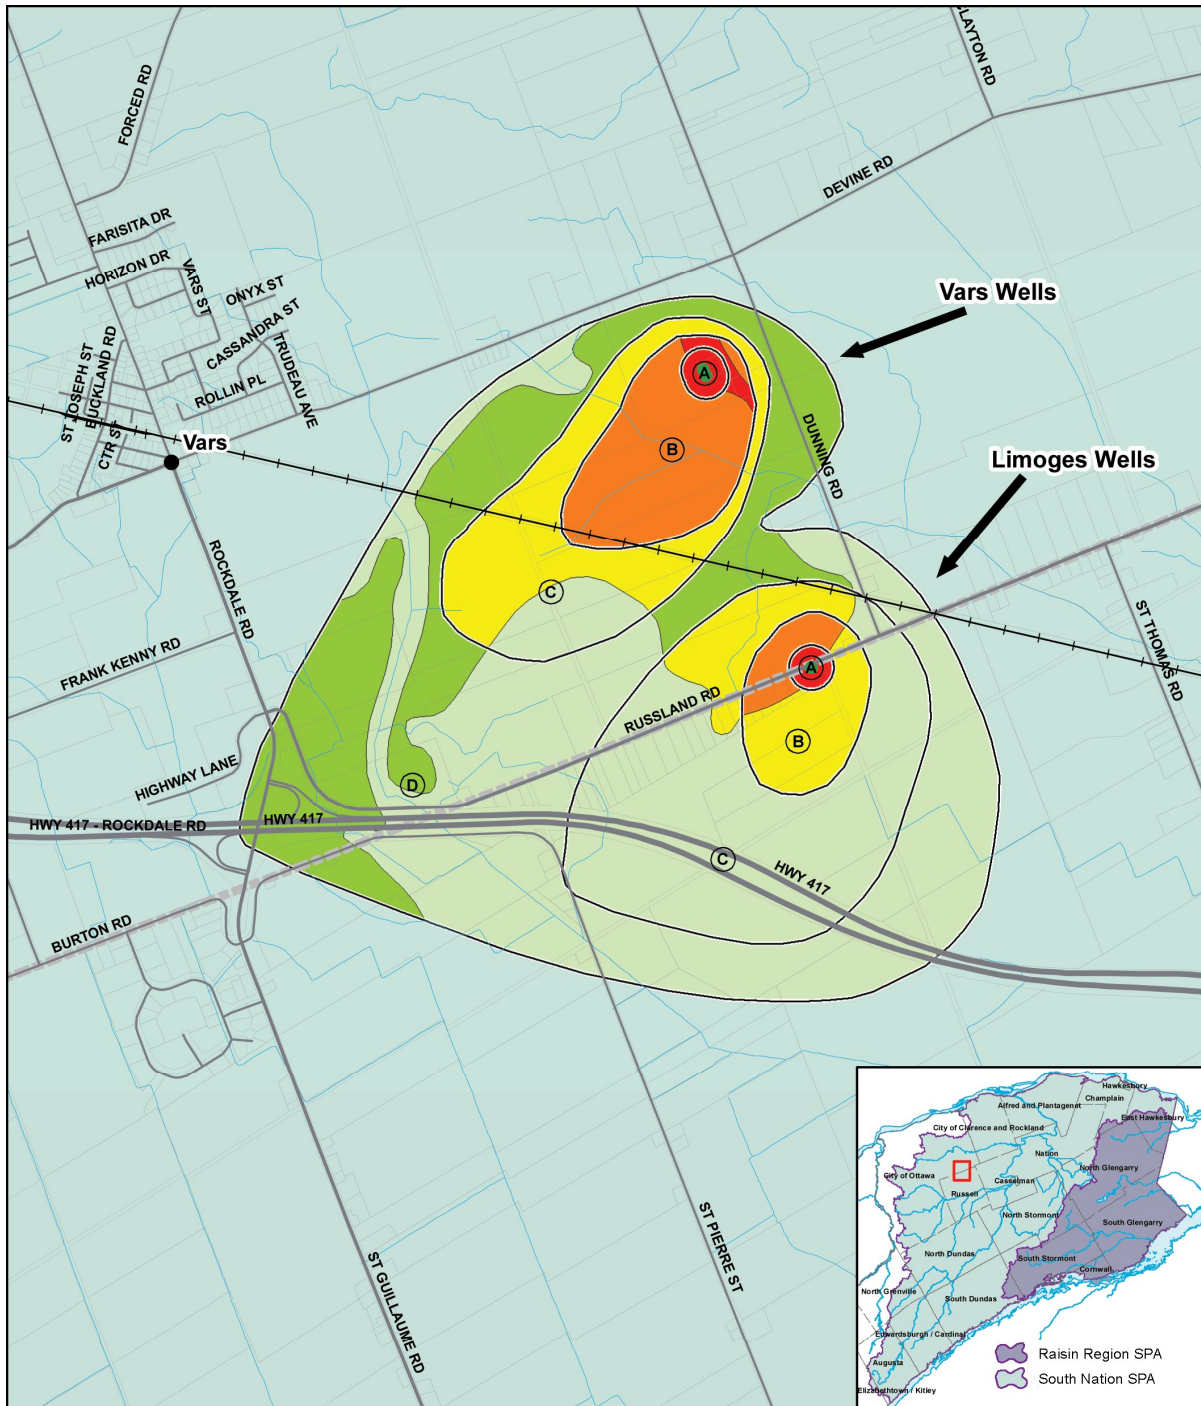 CLAYTON RD
FORCED RD
DEVINE RD
FARISITA DR
HORIZON DR
VARS ST
ONYX ST
CASSANDRA ST
TRUDEAU AVE
ROLLIN PL
ST JOSEPH ST
BUCKLAND RD
CTR ST
Vars
Vars Wells
A
B
DUNNING RD
Limoges Wells
ROCKDALE RD
C
FRANK KENNY RD
ST THOMAS RD
A
RUSSLAND RD
B
HIGHWAY LANE
D
HWY 417 - ROCKDALE RD
HWY 417
C
HWY 417
BURTON RD
ST GUILLAUME RD
ST PIERRE ST
Hawkesbury
Champlain
Alfred and Plantagenet
East Hawkesbury
City of Clarence and Rockland
Nation
North Glengarry
City of Ottawa
Casselman
Russell
North Stormont
South Glengarry
North Dundas
South Stormont
Cornwall
North Grenville
South Dundas
Edwardsburgh / Cardinal
Augusta
Elizabethtown / Kitley
Raisin Region SPA
South Nation SPA